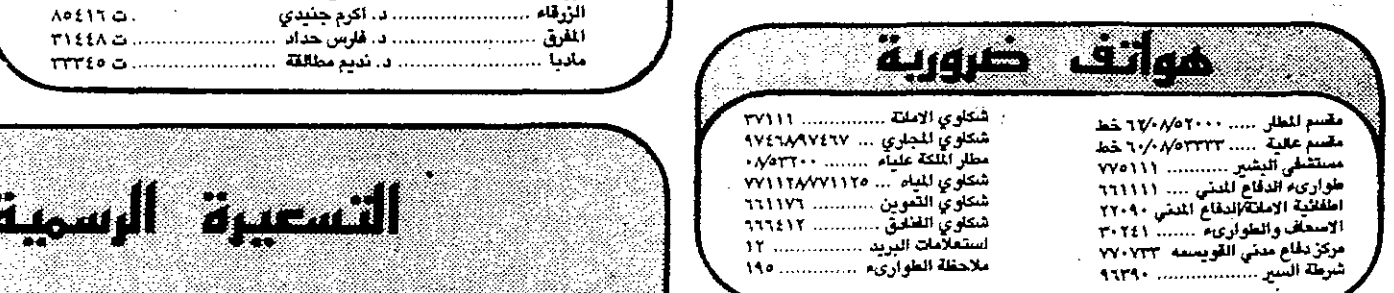 هواتف ضرورية
مقسم المطار ..... ٠٨/٥٢٠٠٠/٦٢ خط
مقسم عالية ..... ٠٨/٥٣٣٣٣/٦٠ خط
مستشفى البشير .......... ٧٧٥١١١
طوارىء الدفاع المدني .... ٦٦١١١١
اطفائية الامانة/الدفاع المدني ٢٢٠٩٠
الاسعاف والطوارىء ....... ٣٠٢٤١
مركز دفاع مدني القويسمه ٧٧٠٧٣٣
شرطة السير .................. ٩٦٣٩٠
شكاوي الامانة ............... ٣٧١١١
شكاوي المجاري ... ٩٧٤٦٨/٩٧٤٦٧
مطار الملكة علياء ........ ٠٨/٥٣٢٠٠
شكاوي المياه ... ٧٧١١٢٨/٧٧١١٢٥
شكاوي التموين ........... ٦٦١١٧٦
شكاوي الفنادق ............ ٦٦٦٤١٢
استعلامات البريد ................ ١٢
ملاحظة الطوارىء ............ ١٩٥
الزرقاء .................... د. اكرم جنيدي ت ٨٥٤١٦
المفرق .................... د. فارس حداد .................... ت ٣١٤٤٨
مادبا .................... د. نديم مطالقة .................... ت ٣٣٣٤٥
التسعيرة الرسمية